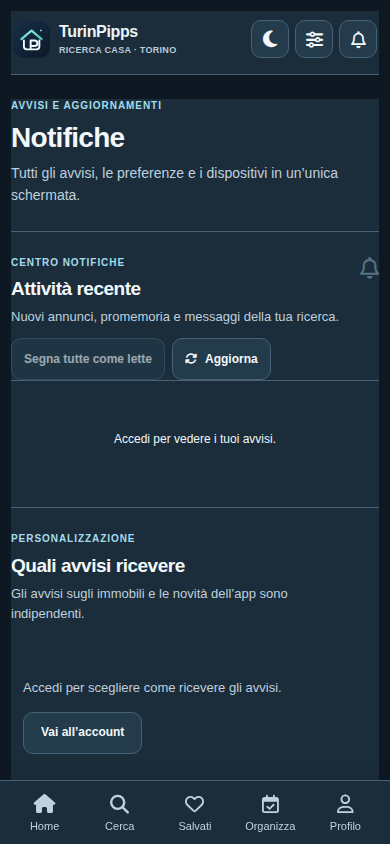 TurinPipps
RICERCA CASA · TORINO
AVVISI E AGGIORNAMENTI
Notifiche
Tutti gli avvisi, le preferenze e i dispositivi in un’unica
schermata.
CENTRO NOTIFICHE
Attività recente
Nuovi annunci, promemoria e messaggi della tua ricerca.
Segna tutte come lette
Aggiorna
Accedi per vedere i tuoi avvisi.
PERSONALIZZAZIONE
Quali avvisi ricevere
Gli avvisi sugli immobili e le novità dell’app sono
indipendenti.
Accedi per scegliere come ricevere gli avvisi.
Vai all’account
Home
Cerca
Salvati
Organizza
Profilo